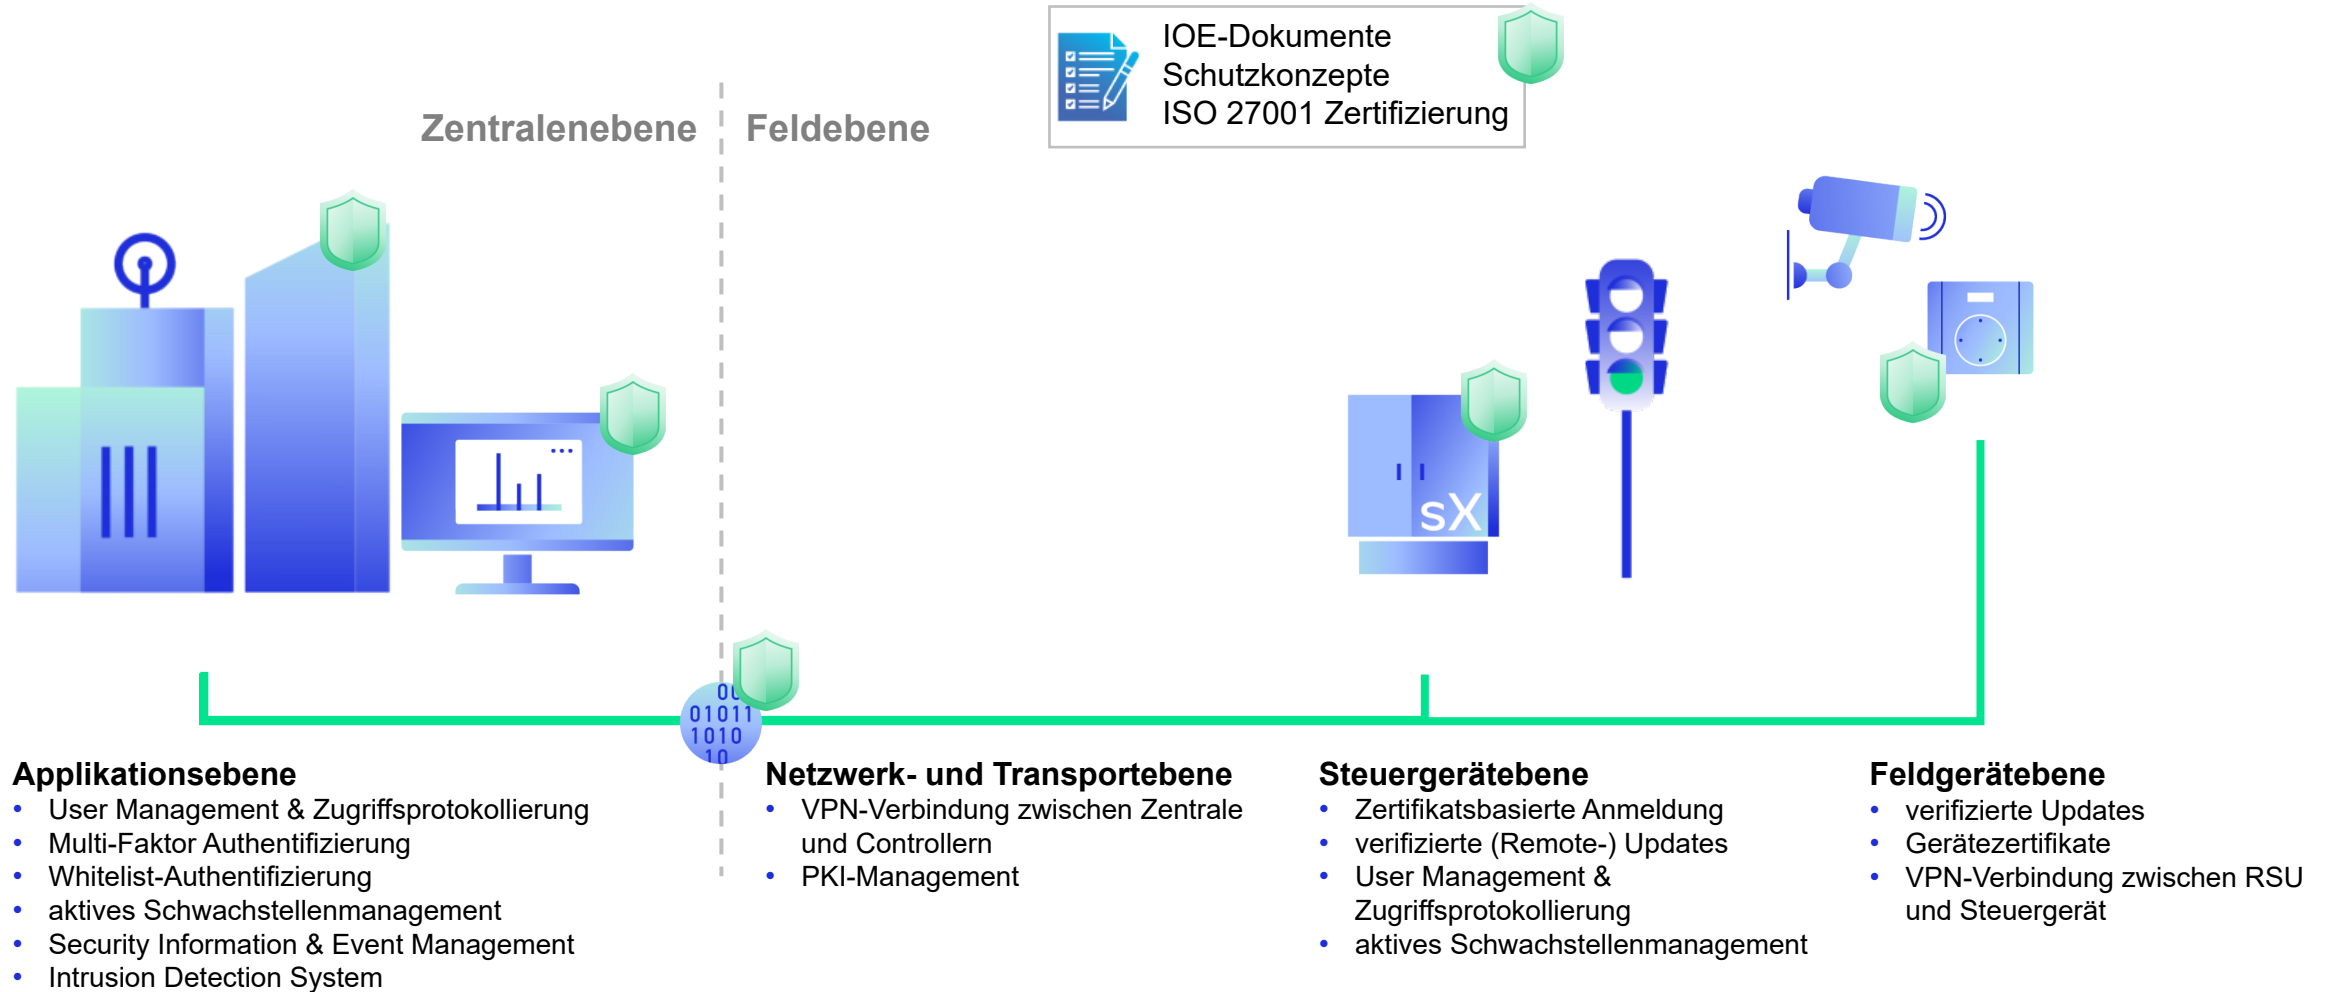 IOE-Dokumente
Schutzkonzepte
ISO 27001 Zertifizierung
Zentralenebene
Feldebene
sX
01011
1010
10
Applikationsebene
• User Management & Zugriffsprotokollierung
• Multi-Faktor Authentifizierung
• Whitelist-Authentifizierung
• aktives Schwachstellenmanagement
• Security Information & Event Management
• Intrusion Detection System
Netzwerk- und Transportebene
• VPN-Verbindung zwischen Zentrale
und Controllern
• PKI-Management
Steuergerätebene
• Zertifikatsbasierte Anmeldung
• verifizierte (Remote-) Updates
• User Management &
Zugriffsprotokollierung
• aktives Schwachstellenmanagement
Feldgerätebene
• verifizierte Updates
• Gerätezertifikate
• VPN-Verbindung zwischen RSU
und Steuergerät